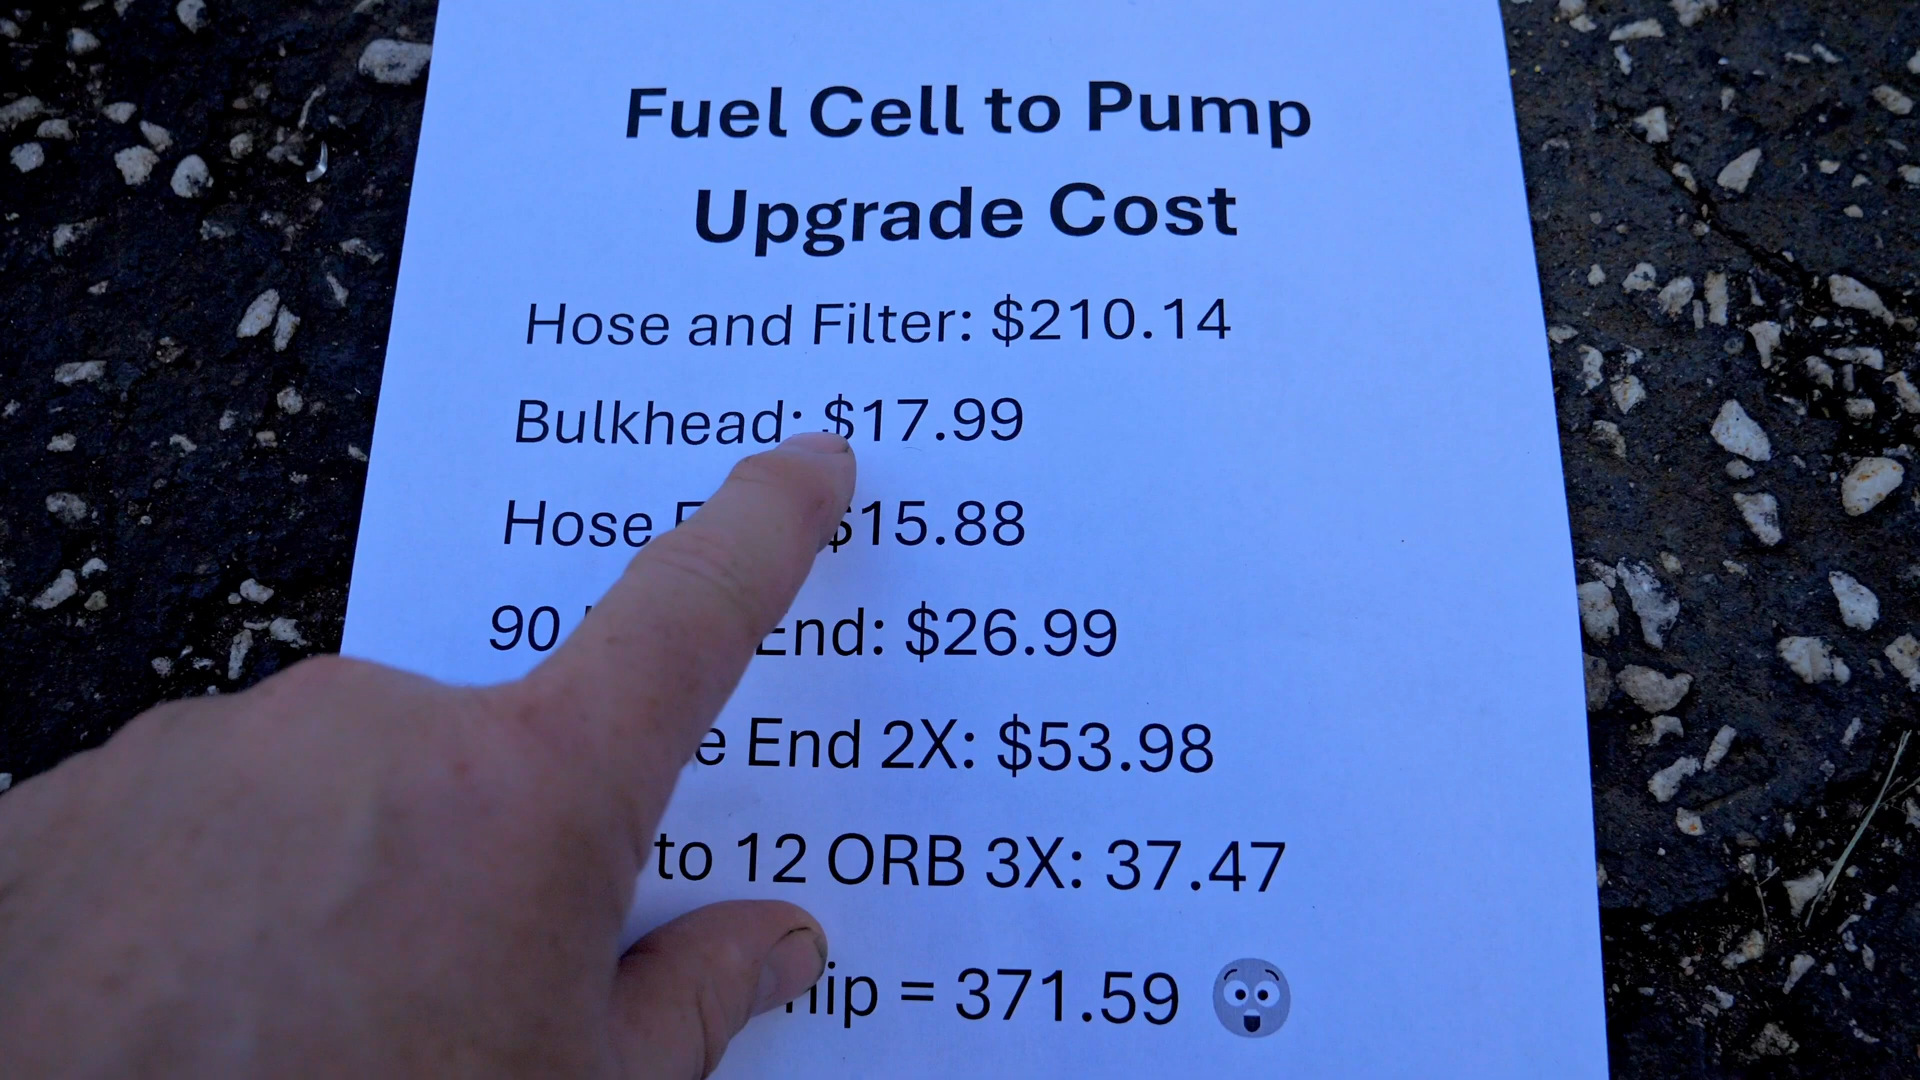 Fuel Cell to Pump
Upgrade Cost
Hose and Filter: $210.14
Bulkhead: $17.99
Hose $15.88
90 End: $26.99
End 2X: $53.98
to 12 ORB 3X: 37.47
= 371.59